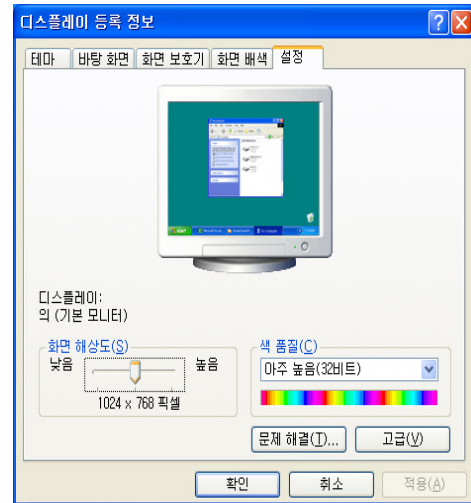 디스플레이 등록 정보
테마 바탕 화면 화면 보호기 화면 배색 설정
디스플레이:
의 (기본 모니터)
화면 해상도(S) 색 품질(C)
낮음 높음 아주 높음(32비트)
1024 x 768 픽셀
문제 해결(T)... 고급(V)
확인 취소 적용(A)